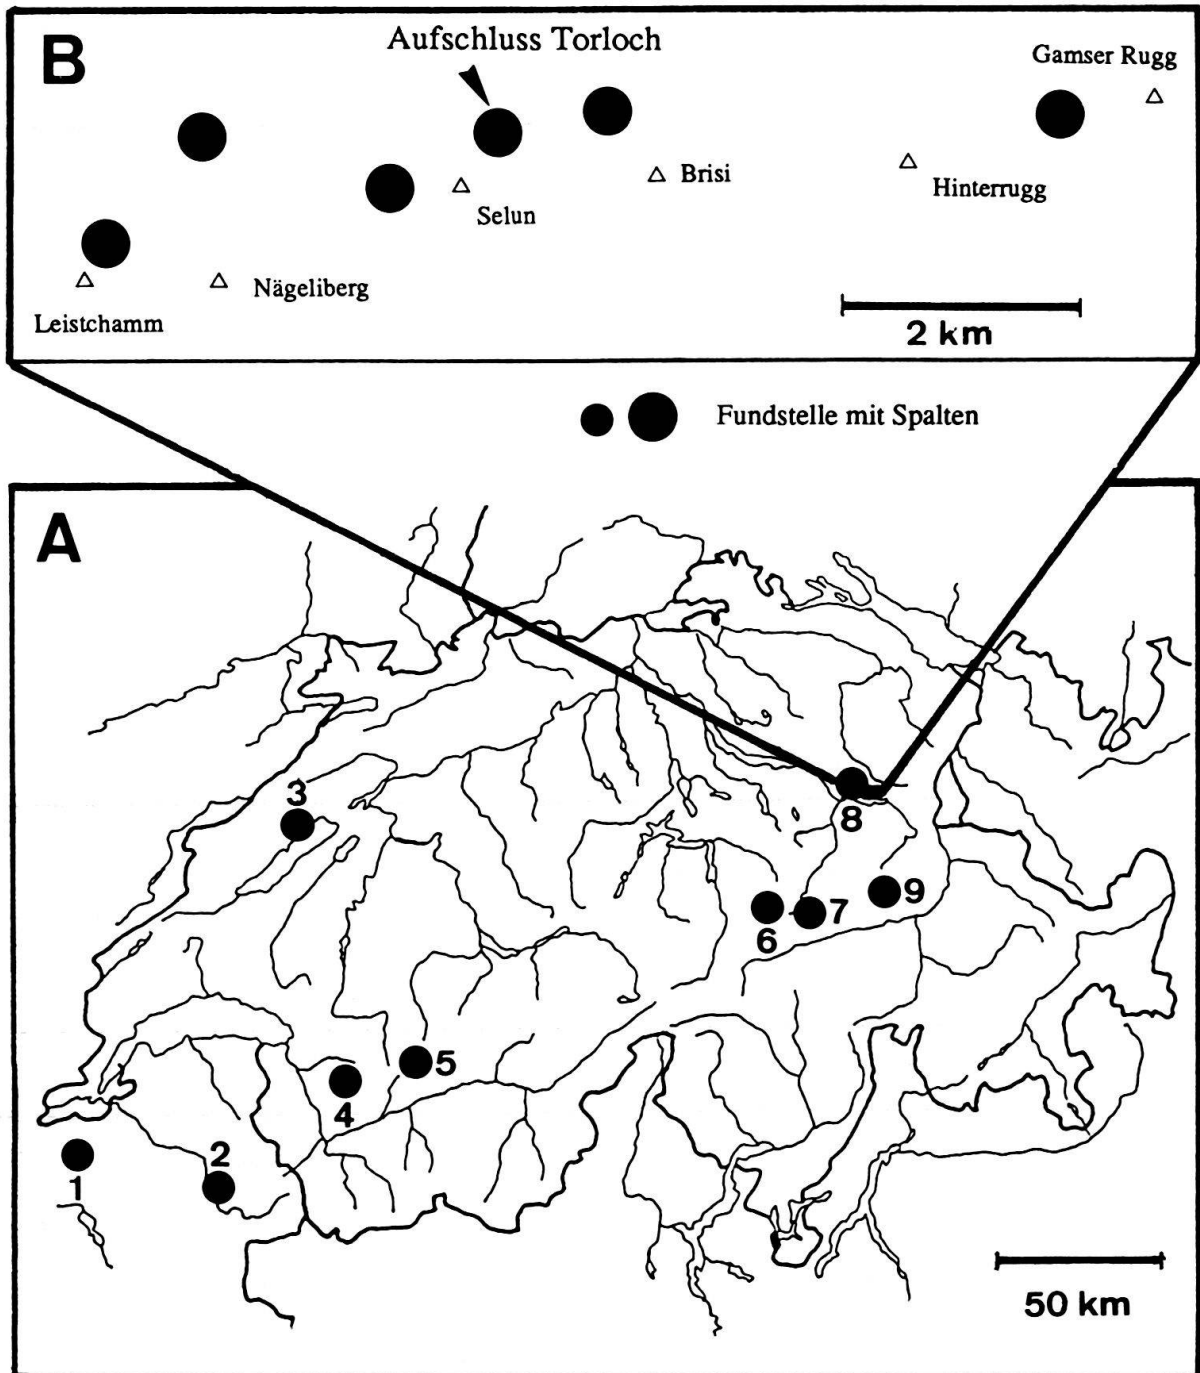 B
Aufschluss Torloch
Gamser Rugg
Brisi
Hinterrugg
Selun
Nägeliberg
Leistchamm
2 km
Fundstelle mit Spalten
A
3
8
9
6
7
5
4
2
1
50 km